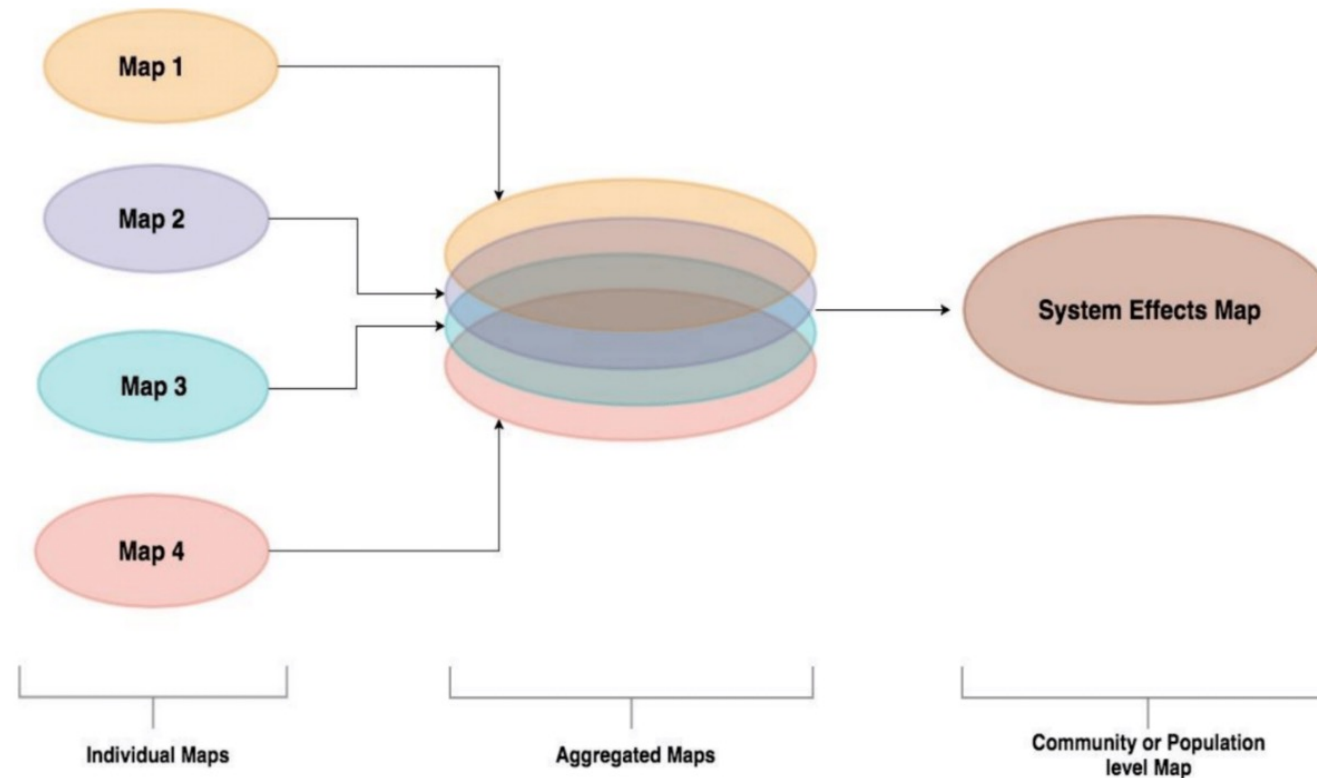 Map 1
Map 2
Map 3
Map 4
System Effects Map
Individual Maps
Aggregated Maps
Community or Population
level Map